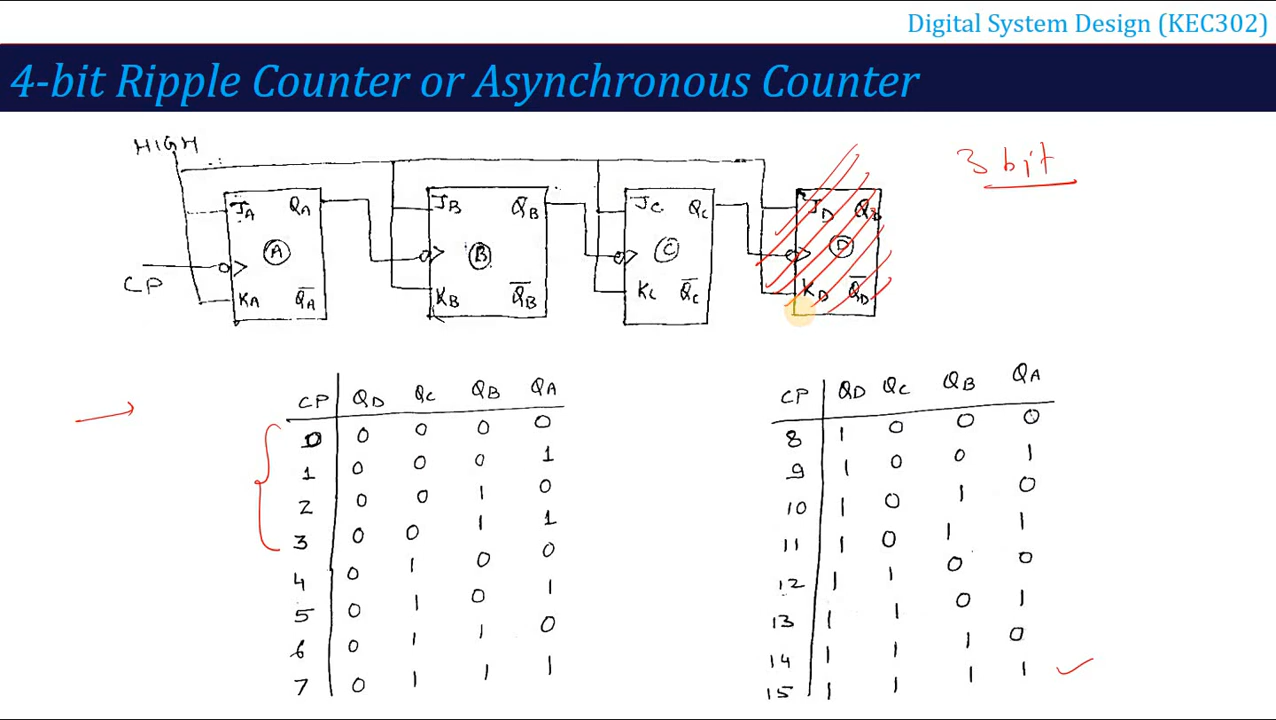 Digital System Design (KEC302)
4-bit Ripple Counter or Asynchronous Counter
HIGH
3 bit
JA QA JB QB JC QC JD QD
A B C D
CP
KA Q̅A KB Q̅B KC Q̅C KD Q̅D
CP QD QC QB QA
0 0 0 0 0
1 0 0 0 1
2 0 0 1 0
3 0 0 1 1
4 0 1 0 0
5 0 1 0 1
6 0 1 1 0
7 0 1 1 1
CP QD QC QB QA
8 1 0 0 0
9 1 0 0 1
10 1 0 1 0
11 1 0 1 1
12 1 1 0 0
13 1 1 0 1
14 1 1 1 0
15 1 1 1 1